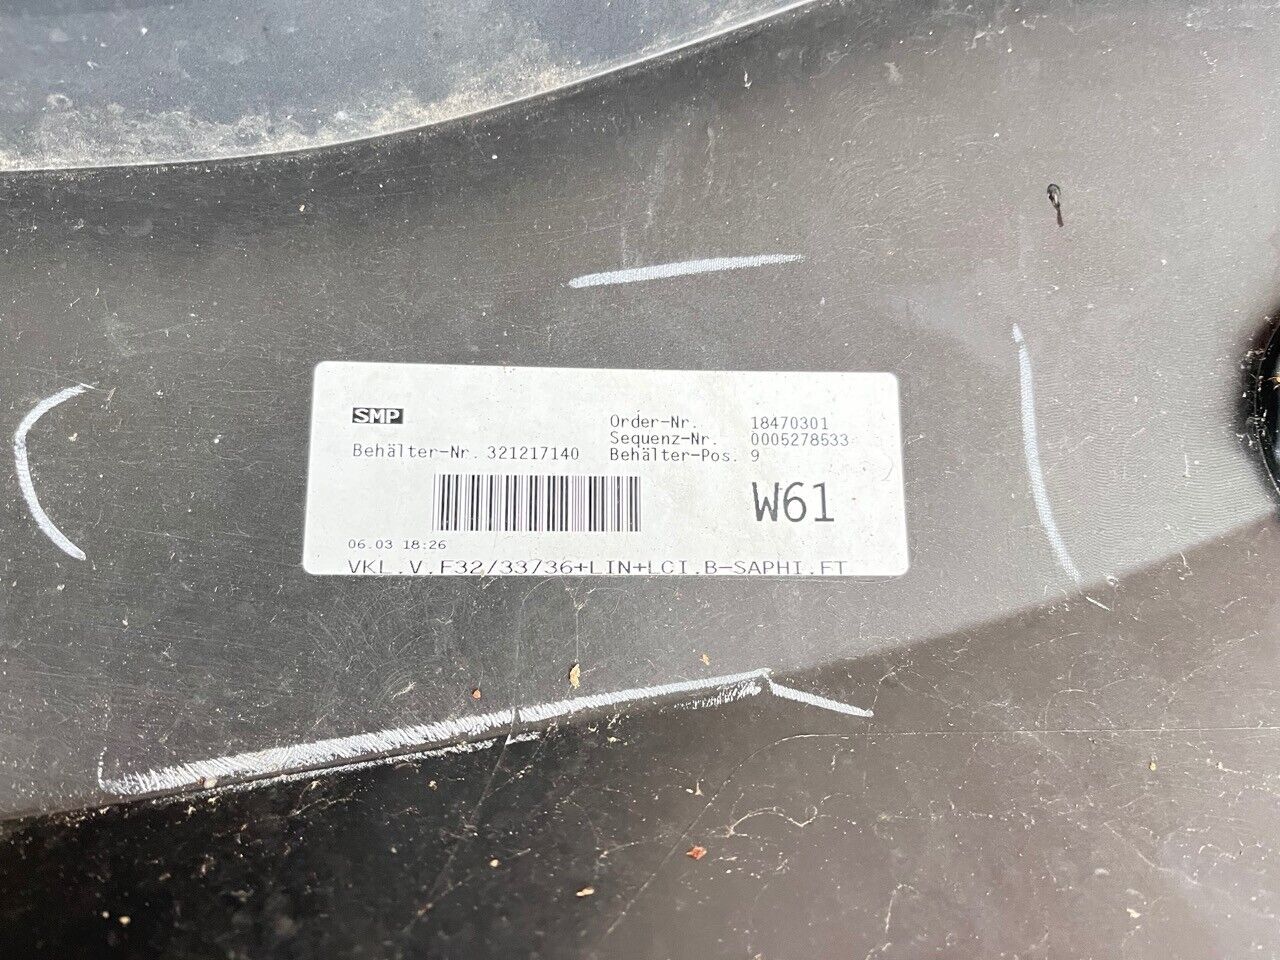 SMP
Order-Nr. 18470301
Sequenz-Nr. 0005278533
Behälter-Nr. 321217140 Behälter-Pos. 9
W61
06.03 18:26
VKL.V.F32/33/36+LIN+LCI.B-SAPHI.FT